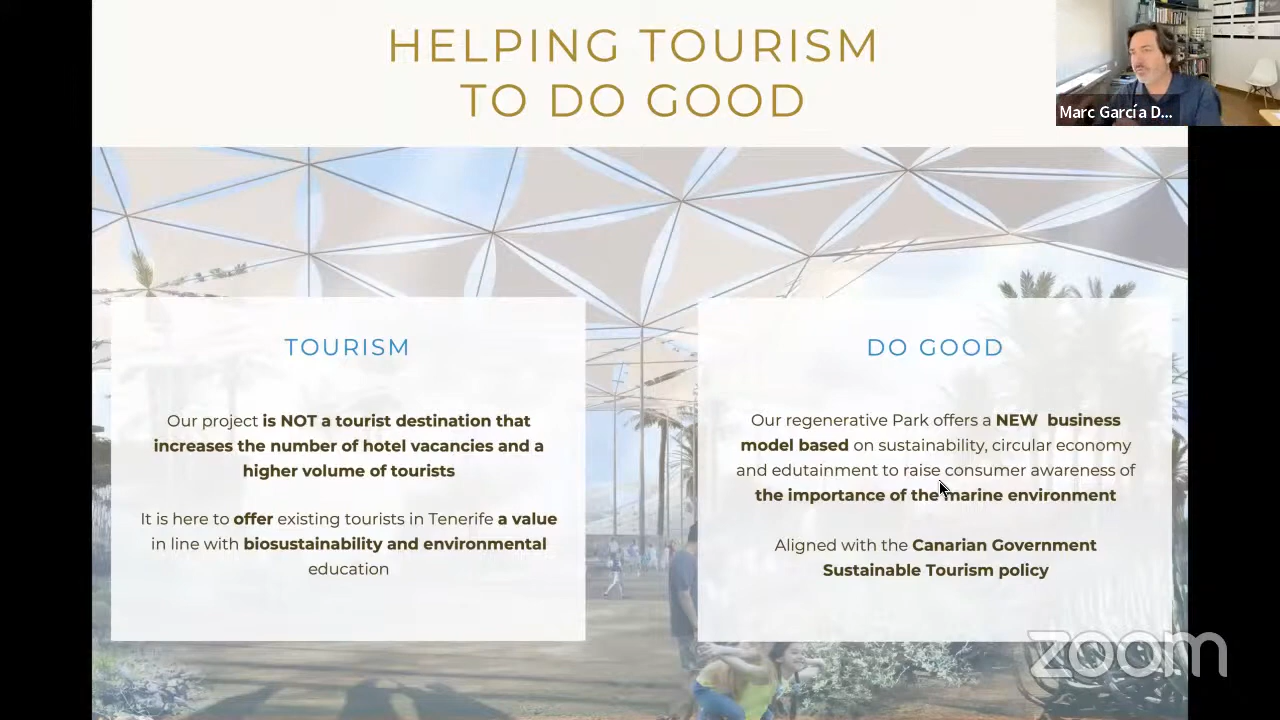 HELPING TOURISM
TO DO GOOD
Marc García D...
TOURISM
Our project is NOT a tourist destination that
increases the number of hotel vacancies and a
higher volume of tourists
It is here to offer existing tourists in Tenerife a value
in line with biosustainability and environmental
education
DO GOOD
Our regenerative Park offers a NEW business
model based on sustainability, circular economy
and edutainment to raise consumer awareness of
the importance of the marine environment
Aligned with the Canarian Government
Sustainable Tourism policy
zoom